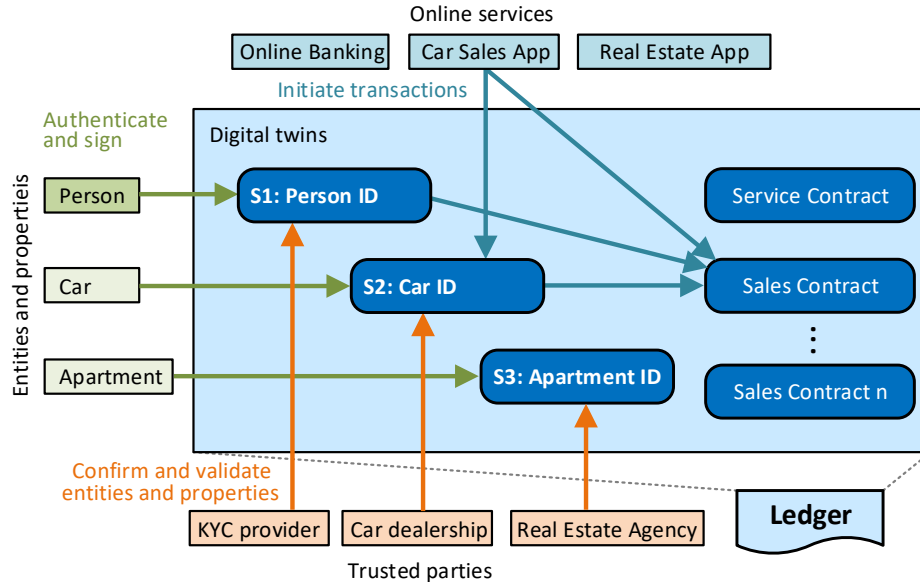 Online services
Online Banking
Car Sales App
Real Estate App
Initiate transactions
Authenticate
and sign
Digital twins
Entities and propertieis
Person
S1: Person ID
Service Contract
Car
S2: Car ID
Sales Contract
...
Apartment
S3: Apartment ID
Sales Contract n
Confirm and validate
entities and properties
KYC provider
Car dealership
Real Estate Agency
Ledger
Trusted parties